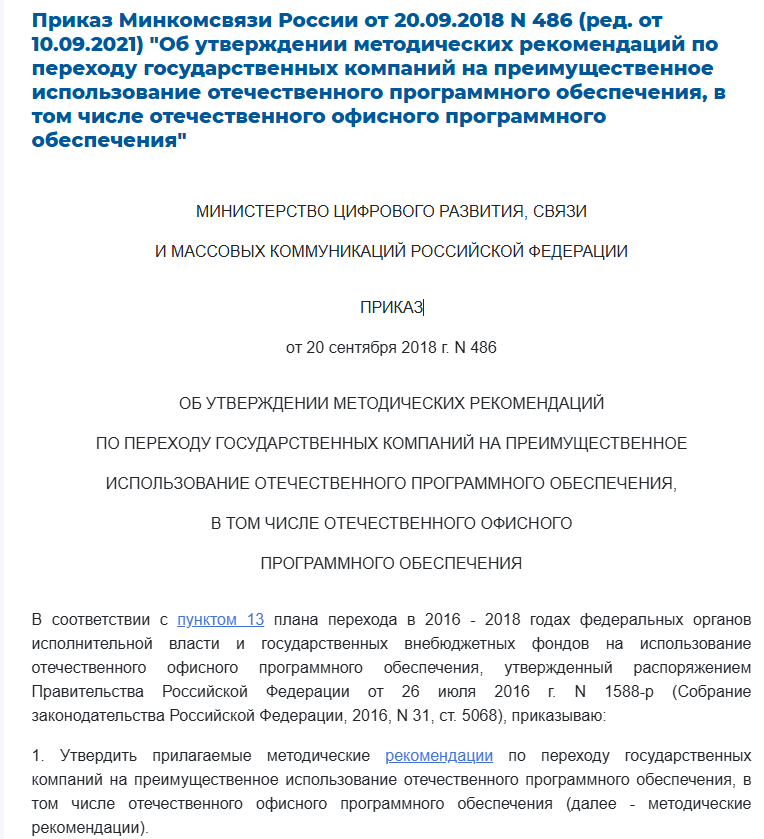 Приказ Минкомсвязи России от 20.09.2018 N 486 (ред. от
10.09.2021) "Об утверждении методических рекомендаций по
переходу государственных компаний на преимущественное
использование отечественного программного обеспечения, в
том числе отечественного офисного программного
обеспечения"
МИНИСТЕРСТВО ЦИФРОВОГО РАЗВИТИЯ, СВЯЗИ
И МАССОВЫХ КОММУНИКАЦИЙ РОССИЙСКОЙ ФЕДЕРАЦИИ
ПРИКАЗ
от 20 сентября 2018 г. N 486
ОБ УТВЕРЖДЕНИИ МЕТОДИЧЕСКИХ РЕКОМЕНДАЦИЙ
ПО ПЕРЕХОДУ ГОСУДАРСТВЕННЫХ КОМПАНИЙ НА ПРЕИМУЩЕСТВЕННОЕ
ИСПОЛЬЗОВАНИЕ ОТЕЧЕСТВЕННОГО ПРОГРАММНОГО ОБЕСПЕЧЕНИЯ,
В ТОМ ЧИСЛЕ ОТЕЧЕСТВЕННОГО ОФИСНОГО
ПРОГРАММНОГО ОБЕСПЕЧЕНИЯ
В соответствии с пунктом 13 плана перехода в 2016 - 2018 годах федеральных органов
исполнительной власти и государственных внебюджетных фондов на использование
отечественного офисного программного обеспечения, утвержденный распоряжением
Правительства Российской Федерации от 26 июля 2016 г. N 1588-р (Собрание
законодательства Российской Федерации, 2016, N 31, ст. 5068), приказываю:
1. Утвердить прилагаемые методические рекомендации по переходу государственных
компаний на преимущественное использование отечественного программного обеспечения, в
том числе отечественного офисного программного обеспечения (далее - методические
рекомендации).